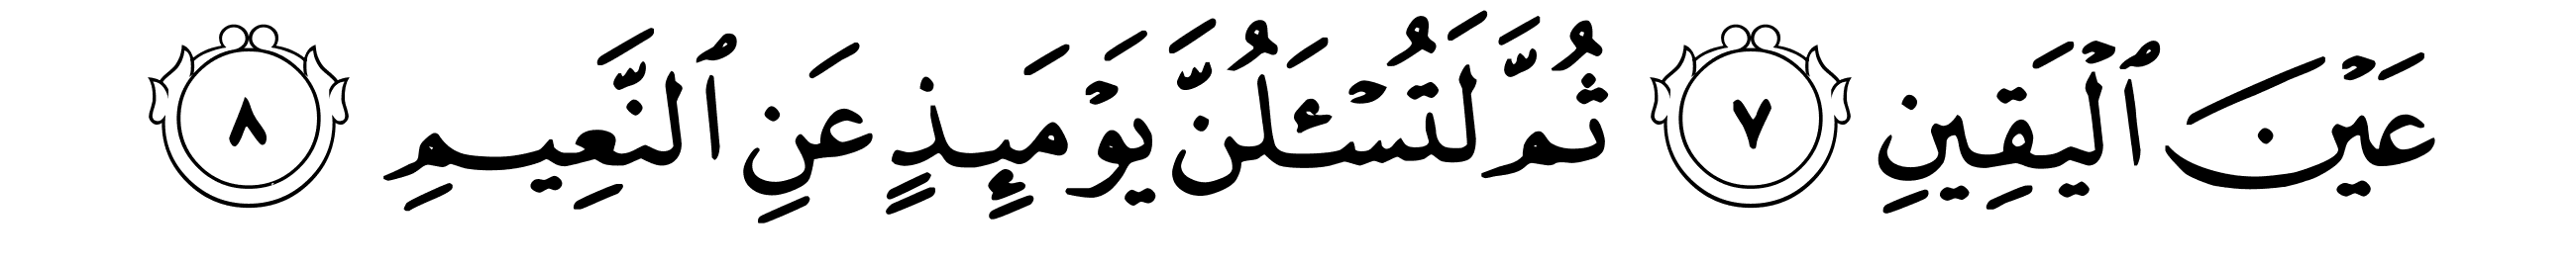 عَيْنَ ٱلْيَقِينِ ٧ ثُمَّ لَتُسْـَٔلُنَّ يَوْمَئِذٍ عَنِ ٱلنَّعِيمِ ٨